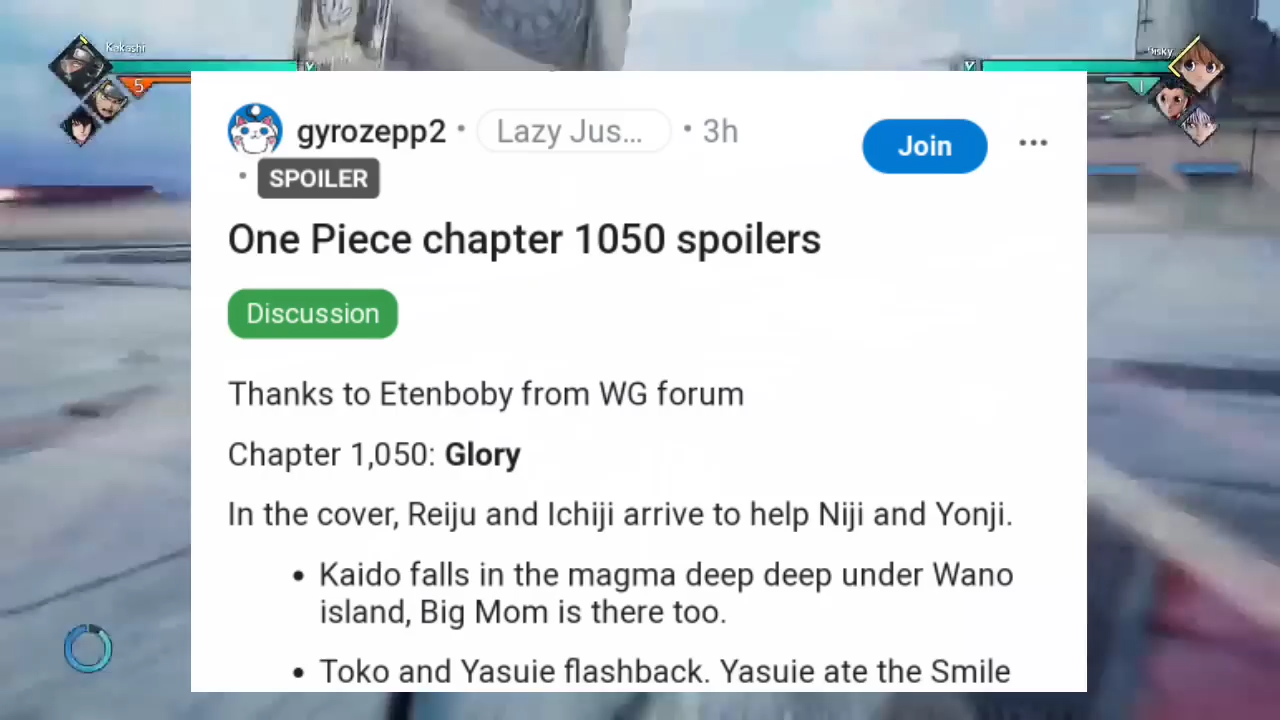 Kakashi
5
1
gyrozepp2 • Lazy Jus... • 3h
Join
• SPOILER
One Piece chapter 1050 spoilers
Discussion
Thanks to Etenboby from WG forum
Chapter 1,050: Glory
In the cover, Reiju and Ichiji arrive to help Niji and Yonji.
• Kaido falls in the magma deep deep under Wano
island, Big Mom is there too.
• Toko and Yasuie flashback. Yasuie ate the Smile